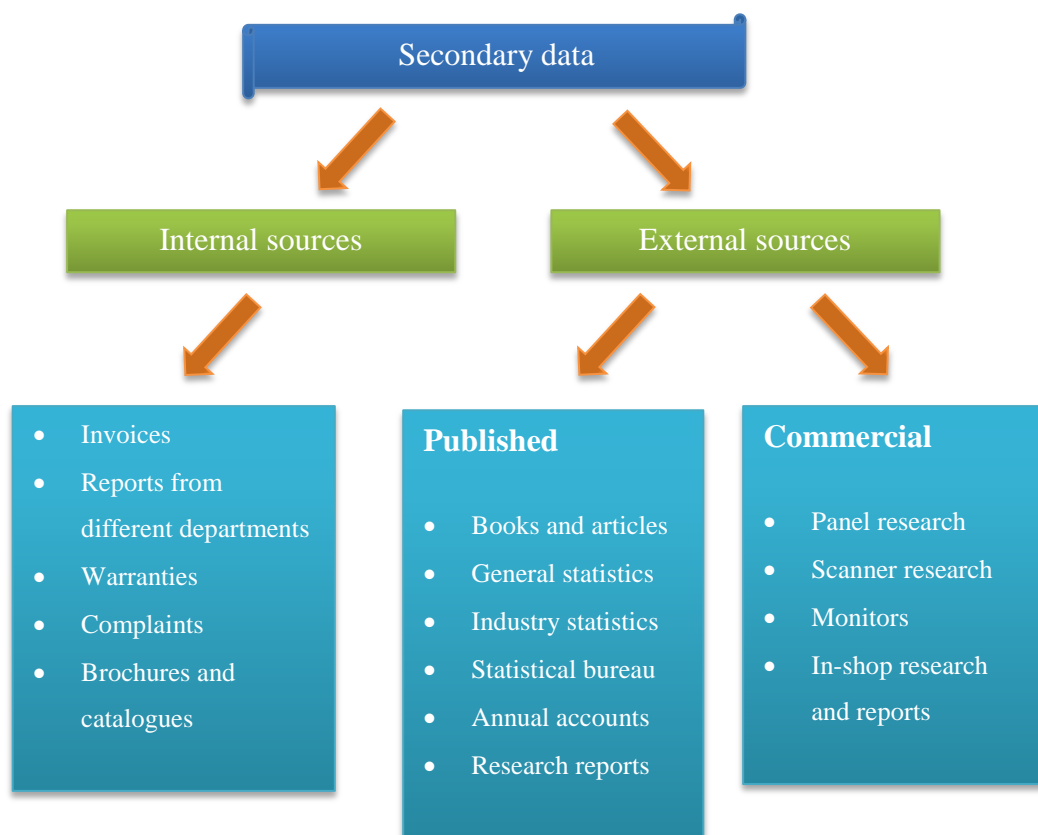 Secondary data
Internal sources
External sources
• Invoices
• Reports from
different departments
• Warranties
• Complaints
• Brochures and
catalogues
Published
• Books and articles
• General statistics
• Industry statistics
• Statistical bureau
• Annual accounts
• Research reports
Commercial
• Panel research
• Scanner research
• Monitors
• In-shop research
and reports